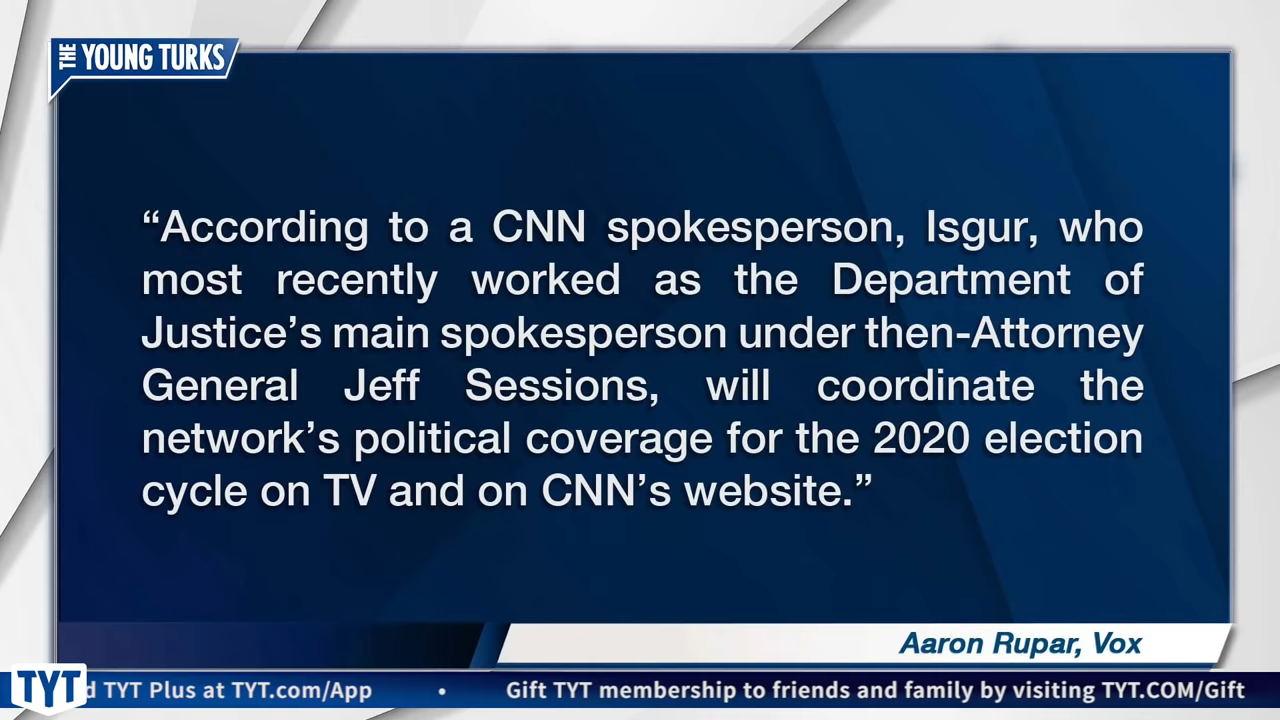 THE YOUNG TURKS
“According to a CNN spokesperson, Isgur, who
most recently worked as the Department of
Justice’s main spokesperson under then-Attorney
General Jeff Sessions, will coordinate the
network’s political coverage for the 2020 election
cycle on TV and on CNN’s website.”
Aaron Rupar, Vox
TYT d TYT Plus at TYT.com/App • Gift TYT membership to friends and family by visiting TYT.COM/Gift